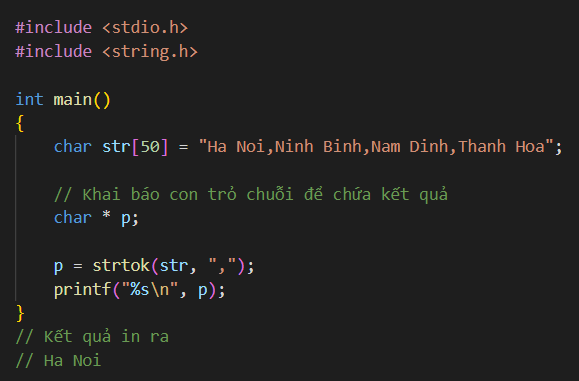 #include <stdio.h>
#include <string.h>
int main()
{
char str[50] = "Ha Noi,Ninh Binh,Nam Dinh,Thanh Hoa";
// Khai báo con trỏ chuỗi để chứa kết quả
char * p;
p = strtok(str, ",");
printf("%s\n", p);
}
// Kết quả in ra
// Ha Noi